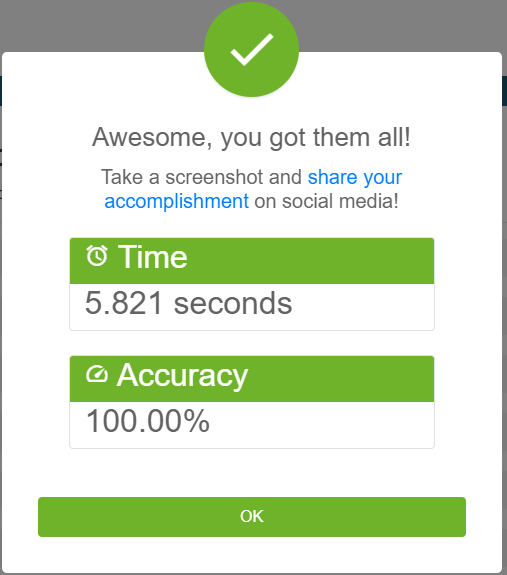 Awesome, you got them all!
Take a screenshot and share your
accomplishment on social media!
Time
5.821 seconds
Accuracy
100.00%
OK